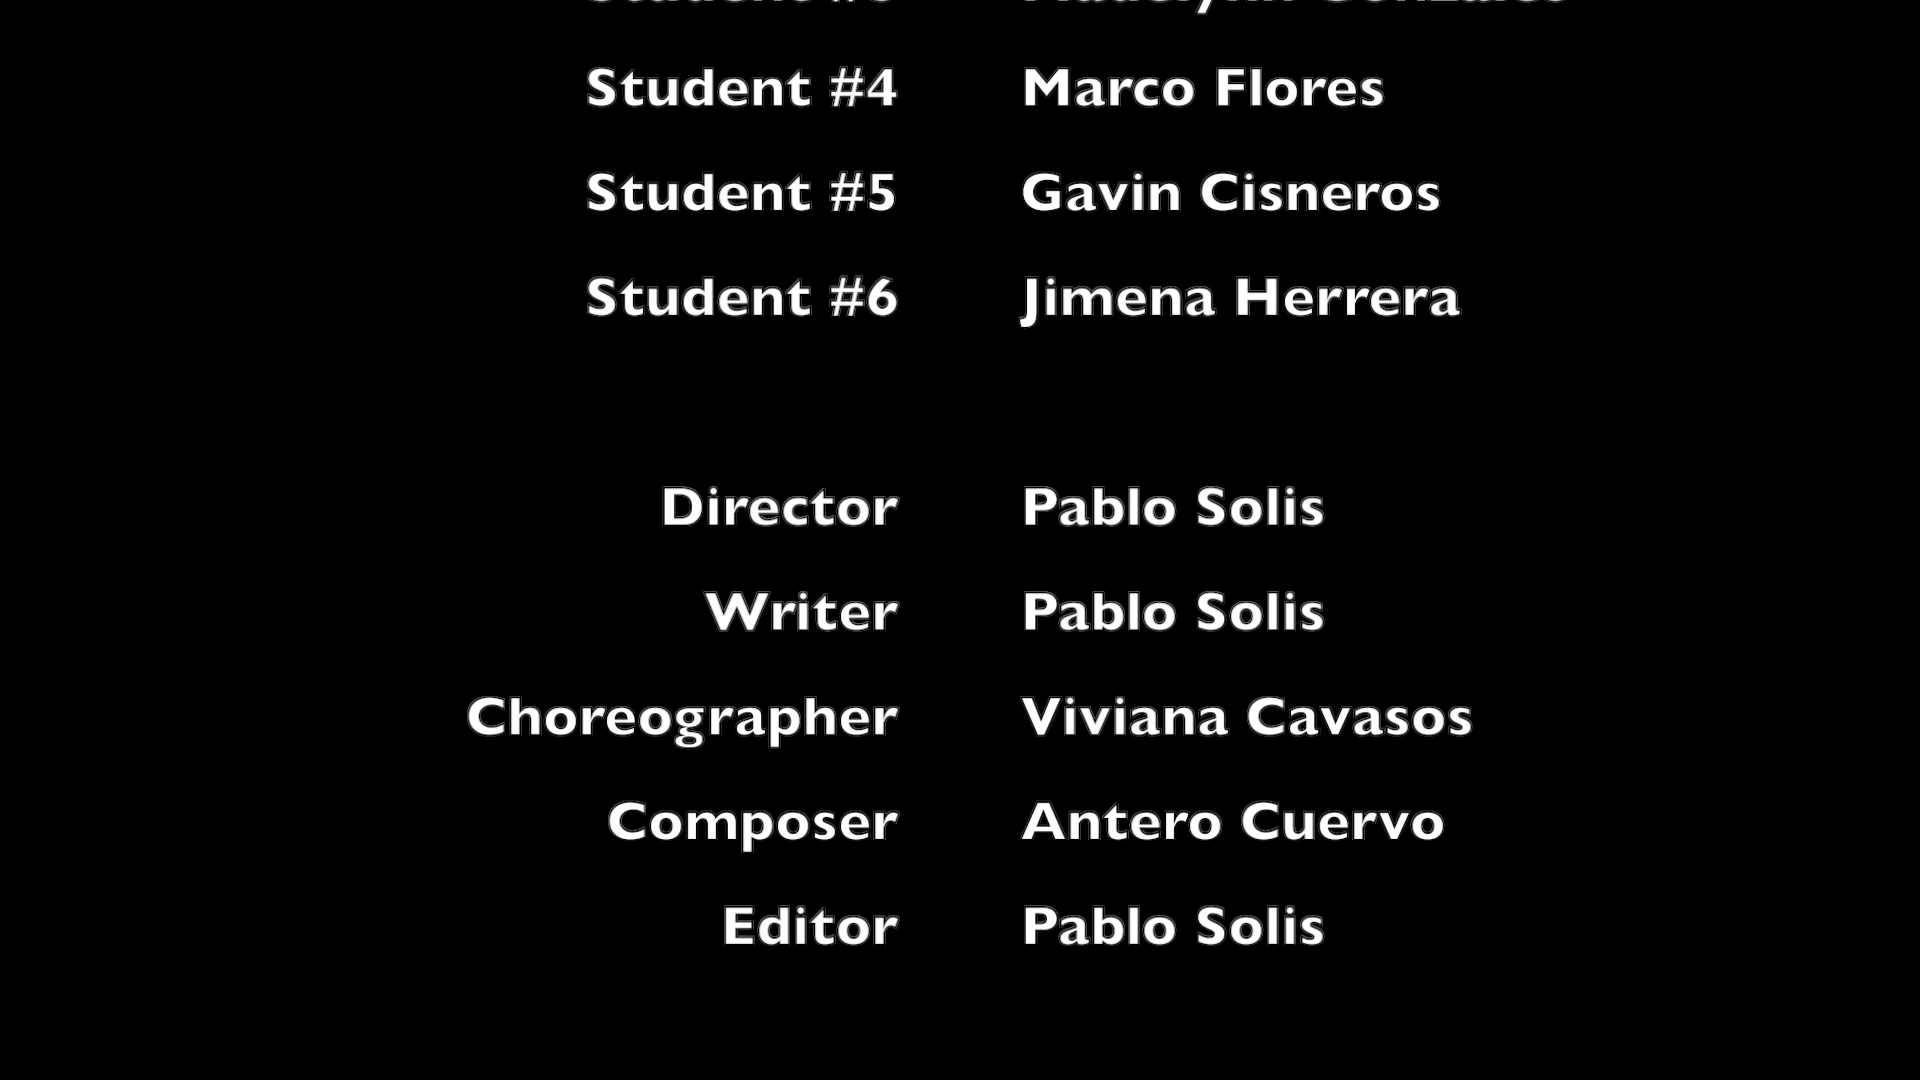 Student #4 Marco Flores
Student #5 Gavin Cisneros
Student #6 Jimena Herrera
Director Pablo Solis
Writer Pablo Solis
Choreographer Viviana Cavasos
Composer Antero Cuervo
Editor Pablo Solis